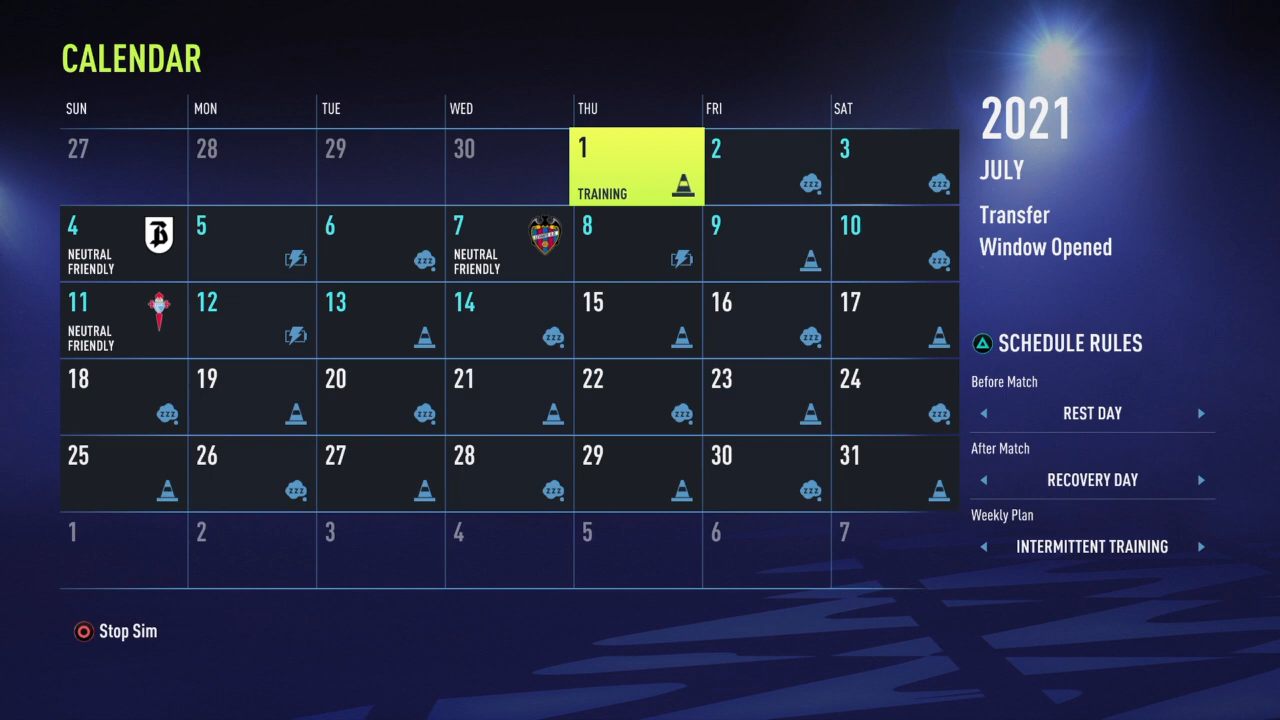 CALENDAR
SUN MON TUE WED THU FRI SAT
27 28 29 30 1 2 3
TRAINING
4 5 6 7 8 9 10
NEUTRAL
FRIENDLY
NEUTRAL
FRIENDLY
11 12 13 14 15 16 17
NEUTRAL
FRIENDLY
18 19 20 21 22 23 24
25 26 27 28 29 30 31
1 2 3 4 5 6 7
Stop Sim
2021
JULY
Transfer
Window Opened
SCHEDULE RULES
Before Match
REST DAY
After Match
RECOVERY DAY
Weekly Plan
INTERMITTENT TRAINING